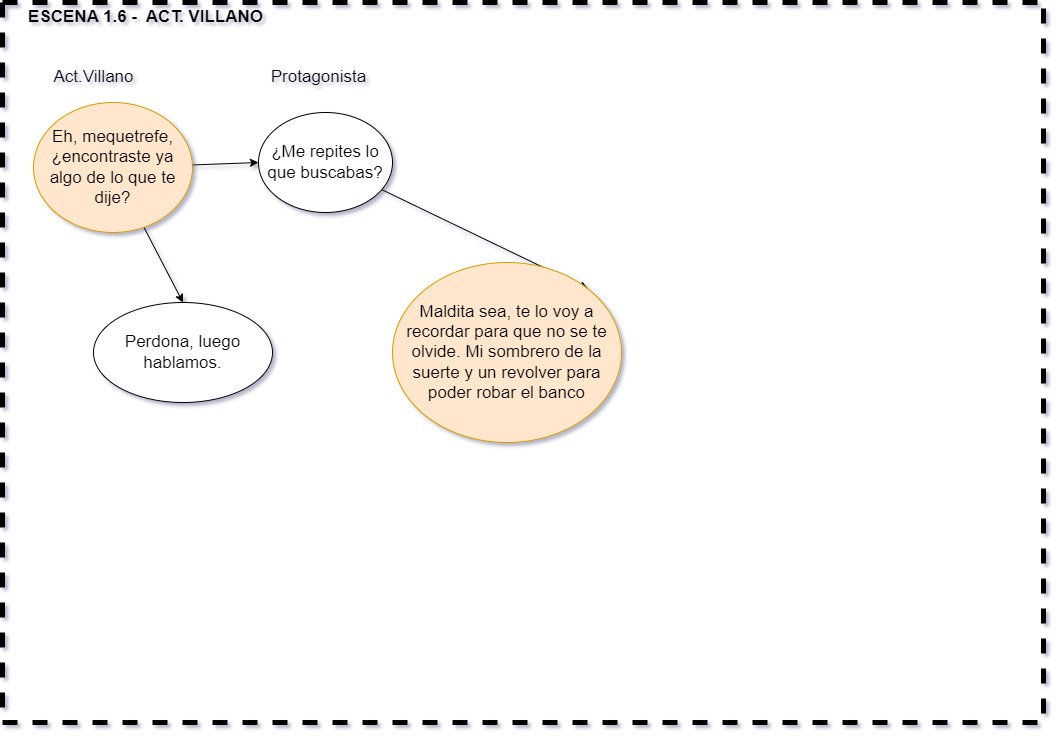 ESCENA 1.6 -  ACT. VILLANO
Act.Villano
Protagonista
Eh, mequetrefe,
¿encontraste ya
algo de lo que te
dije?
¿Me repites lo
que buscabas?
Perdona, luego
hablamos.
Maldita sea, te lo voy a
recordar para que no se te
olvide. Mi sombrero de la
suerte y un revolver para
poder robar el banco